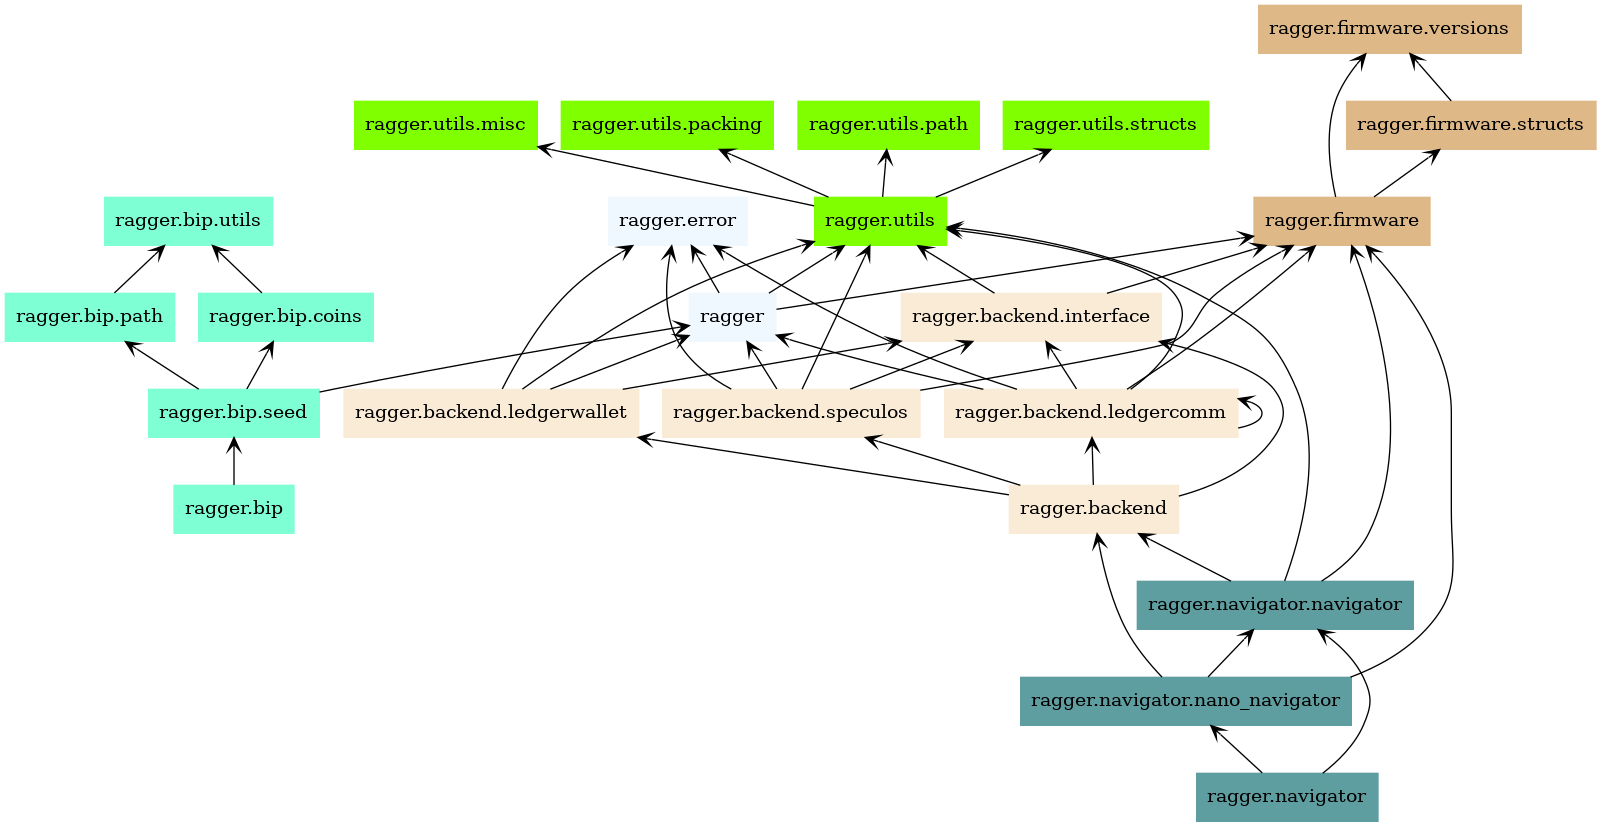 ragger.firmware.versions
ragger.utils.misc
ragger.utils.packing
ragger.utils.path
ragger.utils.structs
ragger.firmware.structs
ragger.bip.utils
ragger.error
ragger.utils
ragger.firmware
ragger.bip.path
ragger.bip.coins
ragger
ragger.backend.interface
ragger.bip.seed
ragger.backend.ledgerwallet
ragger.backend.speculos
ragger.backend.ledgercomm
ragger.bip
ragger.backend
ragger.navigator.navigator
ragger.navigator.nano_navigator
ragger.navigator